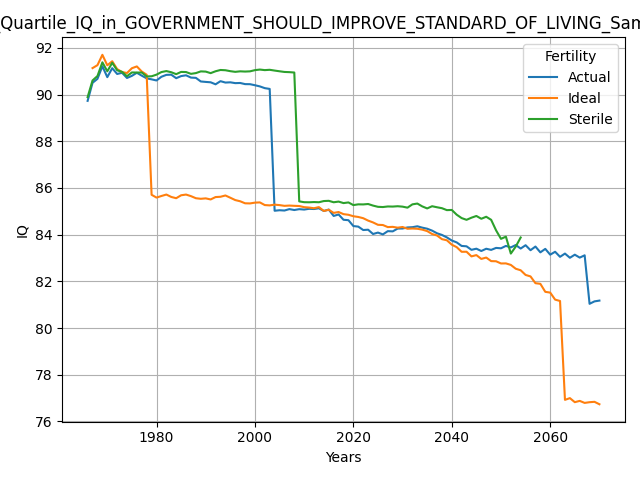 _Quartile_IQ_in_GOVERNMENT_SHOULD_IMPROVE_STANDARD_OF_LIVING_Sam
Fertility
Actual
Ideal
Sterile
92
90
88
86
84
82
80
78
76
IQ
1980
2000
2020
2040
2060
Years